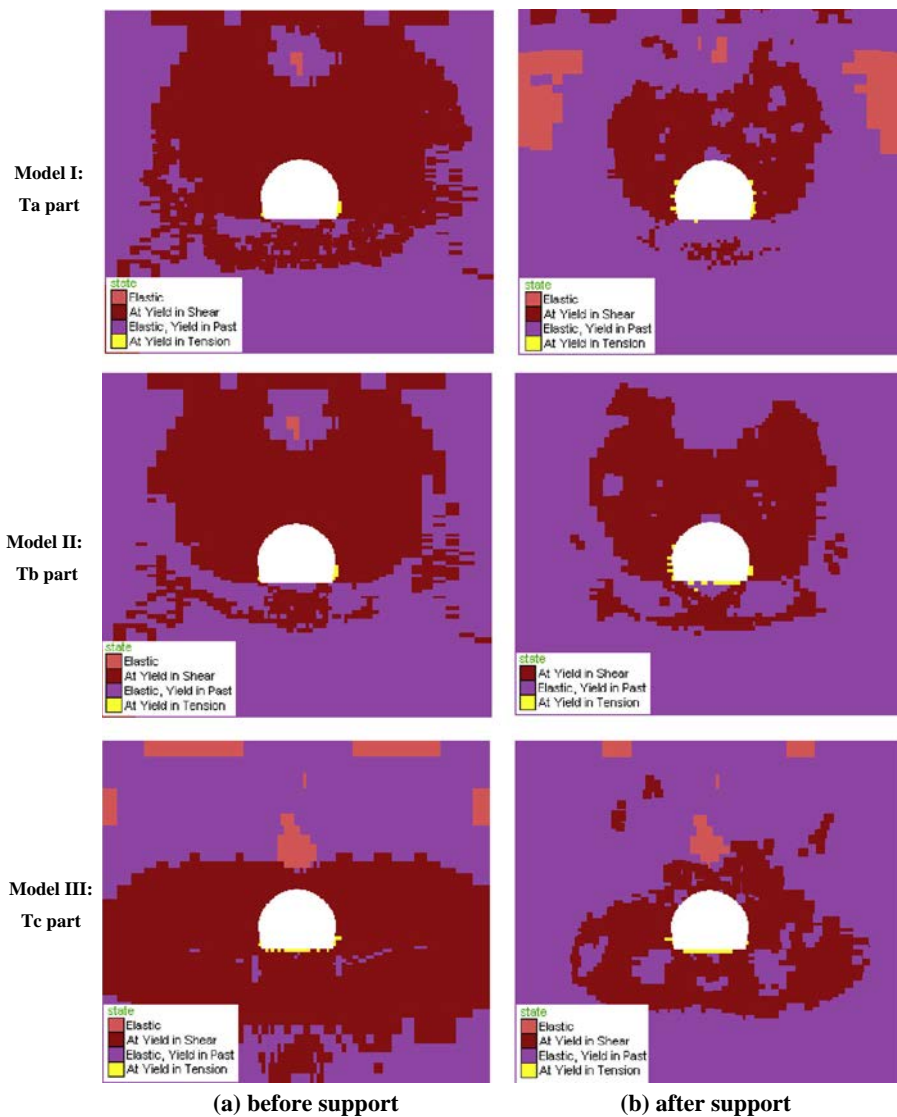 Model I:
Ta part
state
Elastic
At Yield in Shear
Elastic, Yield in Past
At Yield in Tension
state
Elastic
At Yield in Shear
Elastic, Yield in Past
At Yield in Tension
Model II:
Tb part
state
Elastic
At Yield in Shear
Elastic, Yield in Past
At Yield in Tension
state
At Yield in Shear
Elastic, Yield in Past
At Yield in Tension
Model III:
Tc part
state
Elastic
At Yield in Shear
Elastic, Yield in Past
At Yield in Tension
state
Elastic
At Yield in Shear
Elastic, Yield in Past
At Yield in Tension
(a) before support
(b) after support